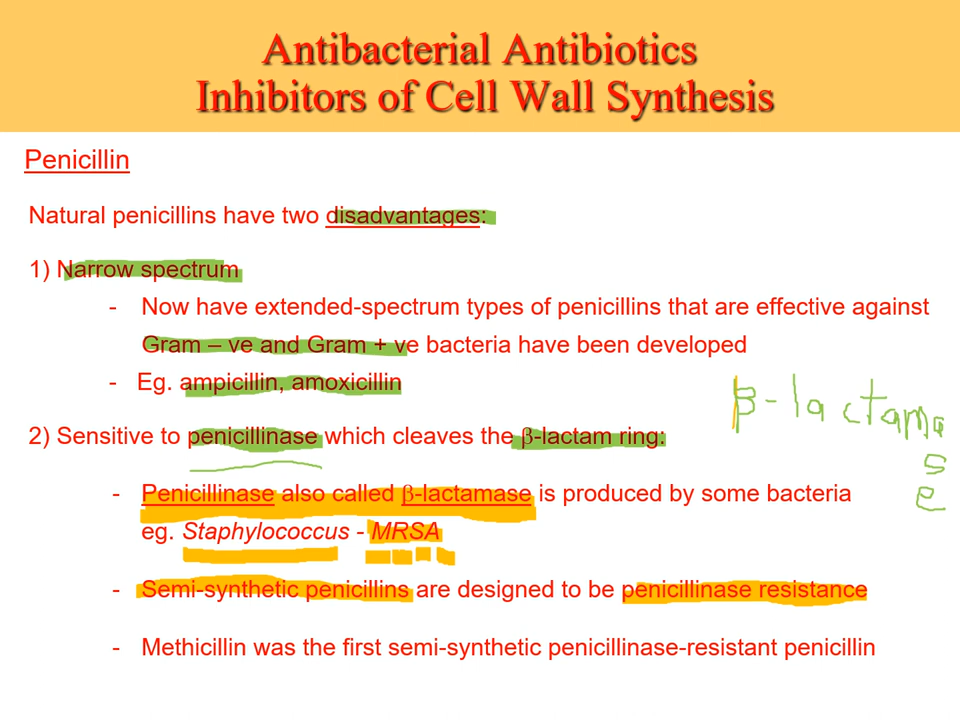 Antibacterial Antibiotics
Inhibitors of Cell Wall Synthesis
Penicillin
Natural penicillins have two disadvantages:
1) Narrow spectrum
- Now have extended-spectrum types of penicillins that are effective against
Gram – ve and Gram + ve bacteria have been developed
- Eg. ampicillin, amoxicillin
β-lactama
s
e
2) Sensitive to penicillinase which cleaves the β-lactam ring:
- Penicillinase also called β-lactamase is produced by some bacteria
eg. Staphylococcus - MRSA
- Semi-synthetic penicillins are designed to be penicillinase resistance
- Methicillin was the first semi-synthetic penicillinase-resistant penicillin